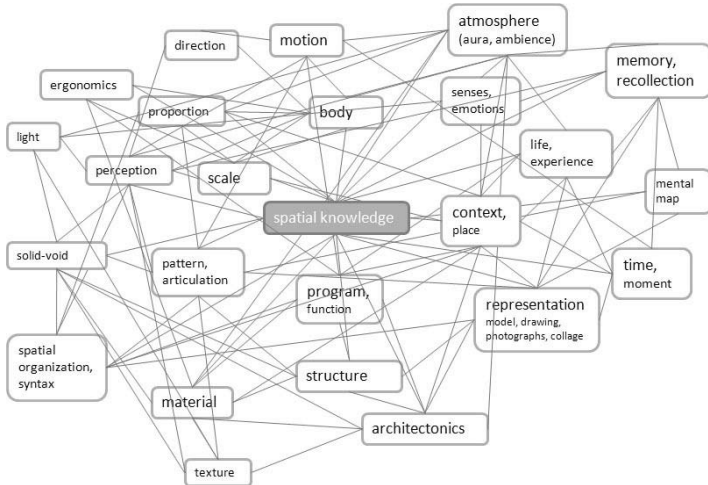 atmosphere
(aura, ambience)
direction
motion
memory,
recollection
ergonomics
senses,
emotions
proportion
body
light
life,
experience
perception
scale
mental
map
spatial knowledge
context,
place
solid-void
pattern,
articulation
time,
moment
program,
function
representation
model, drawing,
photographs, collage
spatial
organization,
syntax
structure
material
architectonics
texture